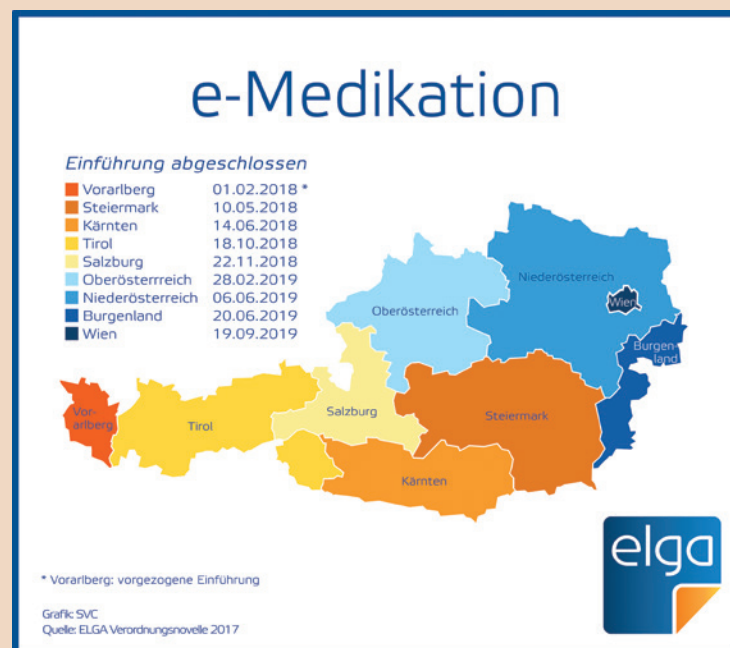 e-Medikation
Einführung abgeschlossen
Vorarlberg 01.02.2018 *
Steiermark 10.05.2018
Kärnten 14.06.2018
Tirol 18.10.2018
Salzburg 22.11.2018
Oberösterrreich 28.02.2019
Niederösterreich 06.06.2019
Burgenland 20.06.2019
Wien 19.09.2019
Niederösterreich
Wien
Oberösterreich
Burgen-
land
Vor-
arlberg
Tirol
Salzburg
Steiermark
Kärnten
elga
* Vorarlberg: vorgezogene Einführung
Grafik: SVC
Quelle: ELGA Verordnungsnovelle 2017